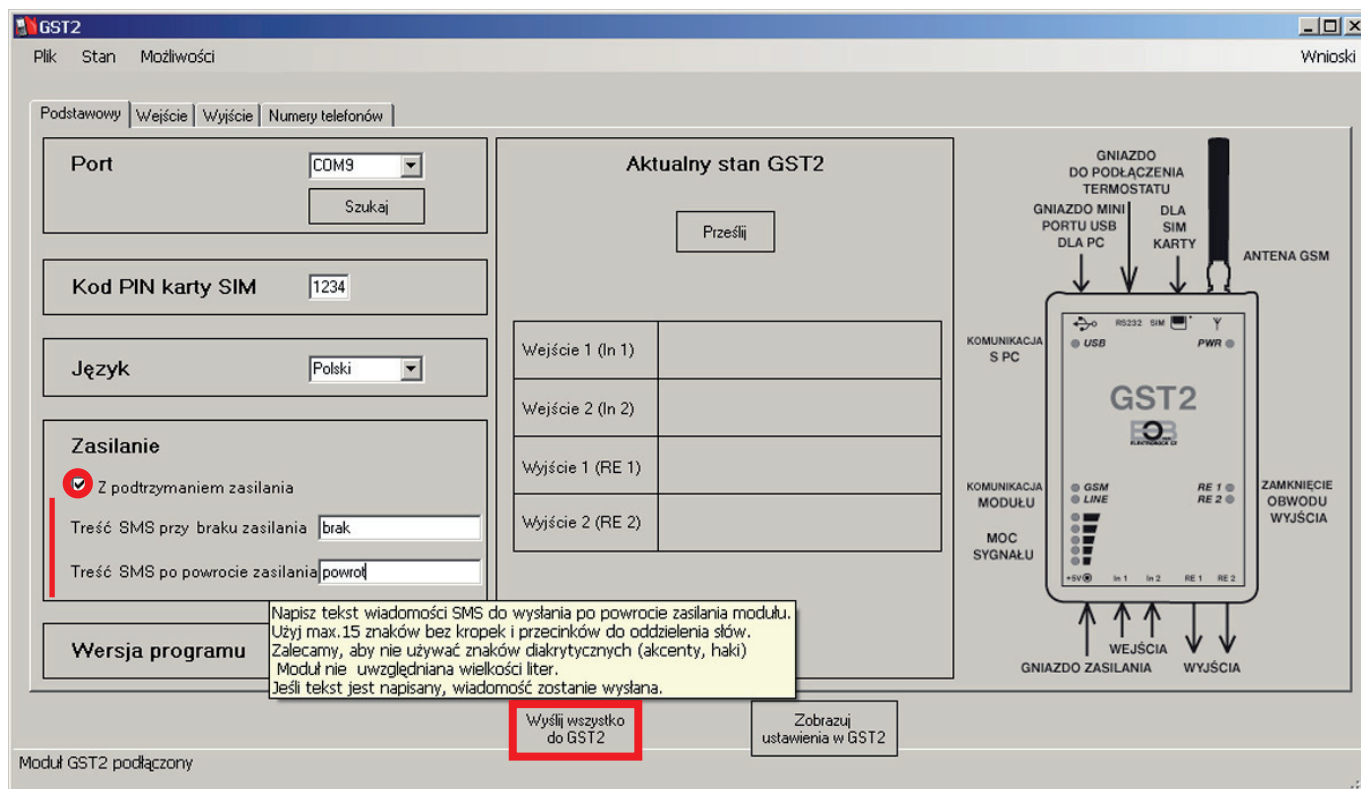 GST2
Plik Stan Możliwości Wnioski
Podstawowy Wejście Wyjście Numery telefonów
Port COM9
Szukaj
Kod PIN karty SIM 1234
Język Polski
Zasilanie
Z podtrzymaniem zasilania
Treść SMS przy braku zasilania brak
Treść SMS po powrocie zasilania powrot
Wersja programu
Napisz tekst wiadomości SMS do wysłania po powrocie zasilania modułu.
Użyj max.15 znaków bez kropek i przecinków do oddzielenia słów.
Zalecamy, aby nie używać znaków diakrytycznych (akcenty, haki)
Moduł nie uwzględniana wielkości liter.
Jeśli tekst jest napisany, wiadomość zostanie wysłana.
Aktualny stan GST2
Prześlij
Wejście 1 (In 1)
Wejście 2 (In 2)
Wyjście 1 (RE 1)
Wyjście 2 (RE 2)
GNIAZDO
DO PODŁĄCZENIA
TERMOSTATU
GNIAZDO MINI
PORTU USB
DLA PC
DLA
SIM
KARTY
ANTENA GSM
RS232 SIM
USB PWR
KOMUNIKACJA
S PC
GST2
ELEKTROBOCK CZ
KOMUNIKACJA
MODUŁU
GSM RE 1
LINE RE 2
ZAMKNIĘCIE
OBWODU
WYJŚCIA
MOC
SYGNAŁU
+5V In 1 In 2 RE 1 RE 2
WEJŚCIA
GNIAZDO ZASILANIA WYJŚCIA
Wyślij wszystko
do GST2
Zobrazuj
ustawienia w GST2
Moduł GST2 podłączony